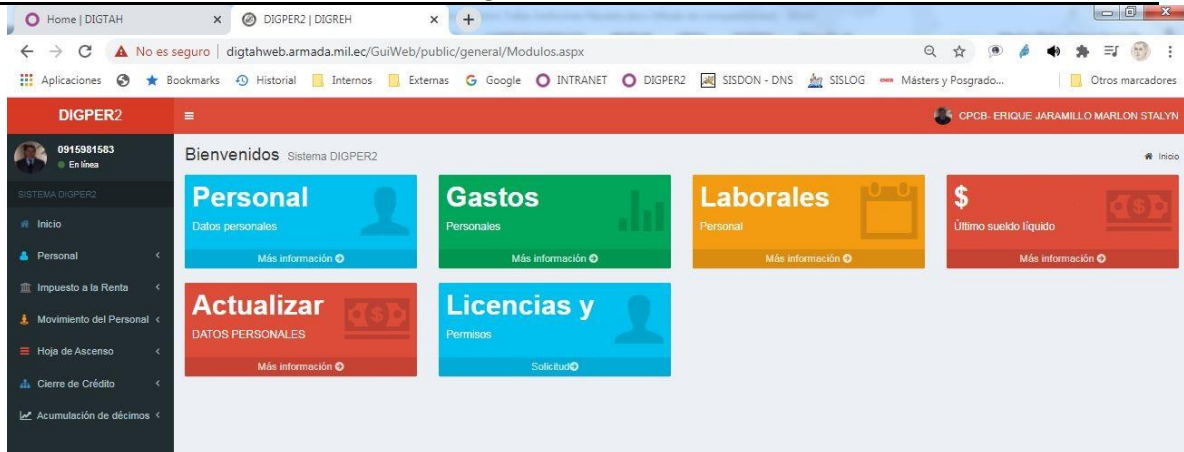 Home | DIGTAH
DIGPER2 | DIGREH
No es seguro | digtahweb.armada.mil.ec/GuiWeb/public/general/Modulos.aspx
Aplicaciones Bookmarks Historial Internos Externas Google INTRANET DIGPER2 SISDON - DNS SISLOG Másters y Posgrado... Otros marcadores
DIGPER2
CPCB- ERIQUE JARAMILLO MARLON STALYN
0915981583
En línea
SISTEMA DIGPER2
Inicio
Personal
Impuesto a la Renta
Movimiento del Personal
Hoja de Ascenso
Cierre de Crédito
Acumulación de décimos
Bienvenidos Sistema DIGPER2
Inicio
Personal
Datos personales
Más información
Gastos
Personales
Más información
Laborales
Personal
Más información
$
Último sueldo líquido
Más información
Actualizar
DATOS PERSONALES
Más información
Licencias y
Permisos
Solicitud